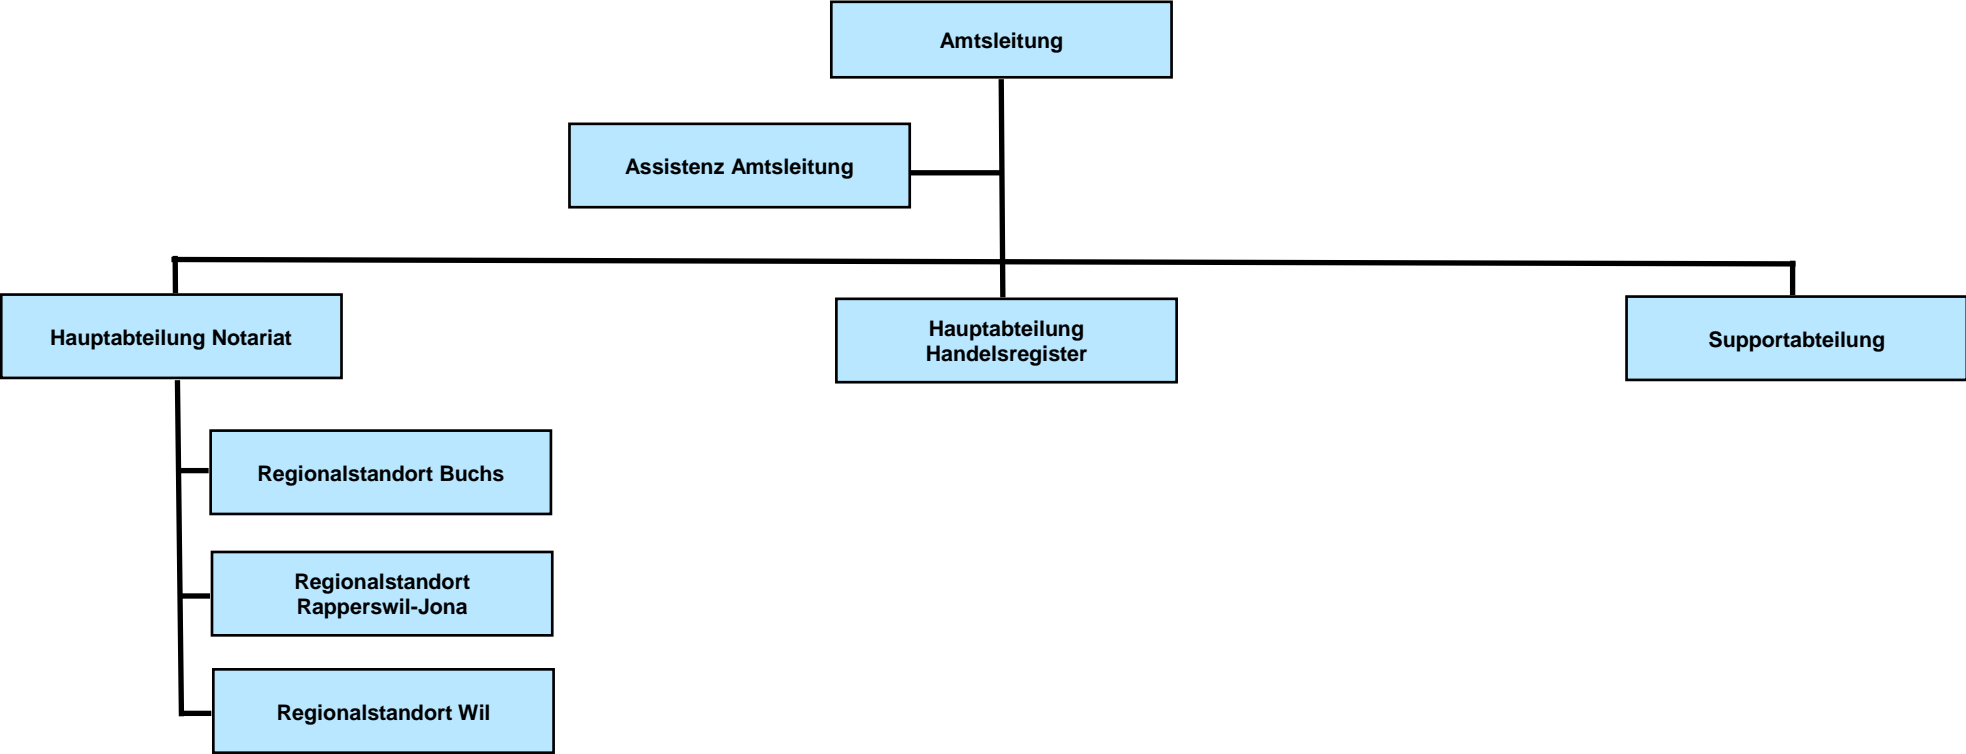 Amtsleitung
Assistenz Amtsleitung
Hauptabteilung Notariat
Hauptabteilung
Handelsregister
Supportabteilung
Regionalstandort Buchs
Regionalstandort
Rapperswil-Jona
Regionalstandort Wil